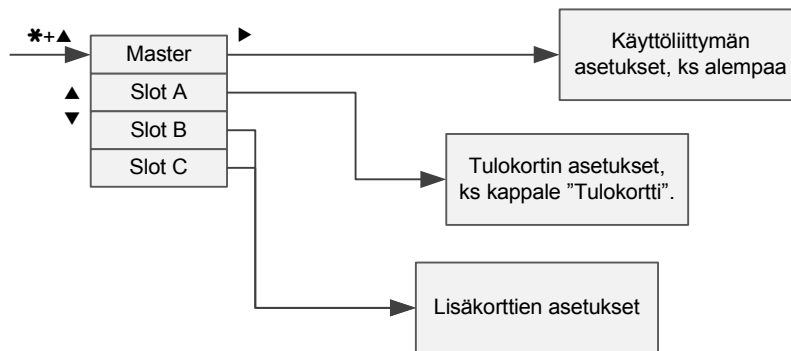 ✱+▲
▶
Master
Slot A
Slot B
Slot C
▲
▼
Käyttöliittymän
asetukset, ks alempaa
Tulokortin asetukset,
ks kappale ”Tulokortti”.
Lisäkorttien asetukset